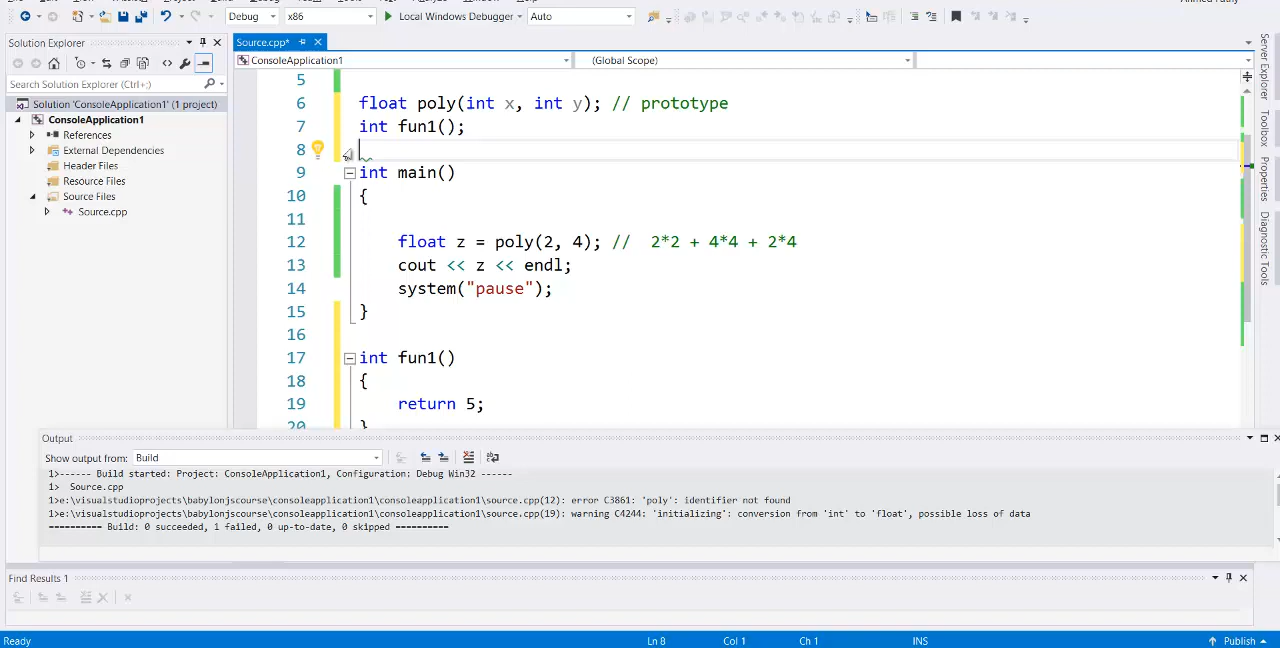 Debug
x86
Local Windows Debugger
Auto
Solution Explorer
Source.cpp*
ConsoleApplication1
(Global Scope)
Search Solution Explorer (Ctrl+;)
Solution 'ConsoleApplication1' (1 project)
ConsoleApplication1
References
External Dependencies
Header Files
Resource Files
Source Files
Source.cpp
5
6 float poly(int x, int y); // prototype
7 int fun1();
8
9 int main()
10 {
11
12 float z = poly(2, 4); // 2*2 + 4*4 + 2*4
13 cout << z << endl;
14 system("pause");
15 }
16
17 int fun1()
18 {
19 return 5;
20 }
Server Explorer
Toolbox
Properties
Diagnostic Tools
Output
Show output from: Build
1>------ Build started: Project: ConsoleApplication1, Configuration: Debug Win32 ------
1> Source.cpp
1>e:\visualstudioprojects\babylonjscourse\consoleapplication1\consoleapplication1\source.cpp(12): error C3861: 'poly': identifier not found
1>e:\visualstudioprojects\babylonjscourse\consoleapplication1\consoleapplication1\source.cpp(19): warning C4244: 'initializing': conversion from 'int' to 'float', possible loss of data
========== Build: 0 succeeded, 1 failed, 0 up-to-date, 0 skipped ==========
Find Results 1
Ready
Ln 8
Col 1
Ch 1
INS
Publish